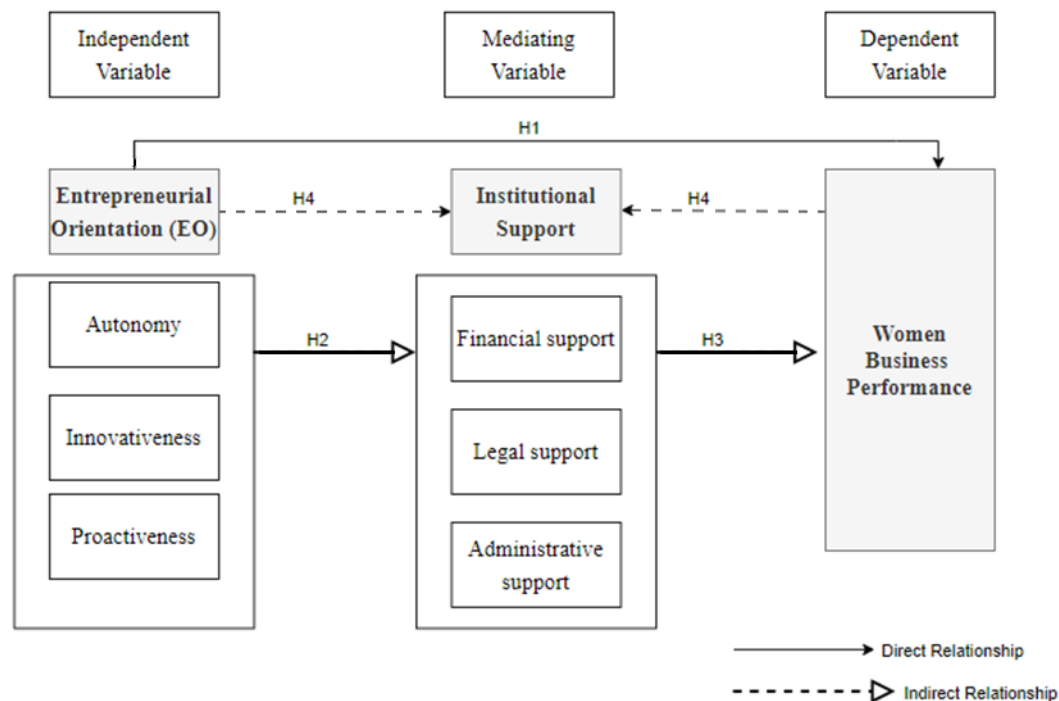 Independent
Variable
Mediating
Variable
Dependent
Variable
H1
Entrepreneurial
Orientation (EO)
H4
Institutional
Support
H4
Autonomy
Innovativeness
Proactiveness
H2
Financial support
Legal support
Administrative
support
H3
Women
Business
Performance
Direct Relationship
Indirect Relationship